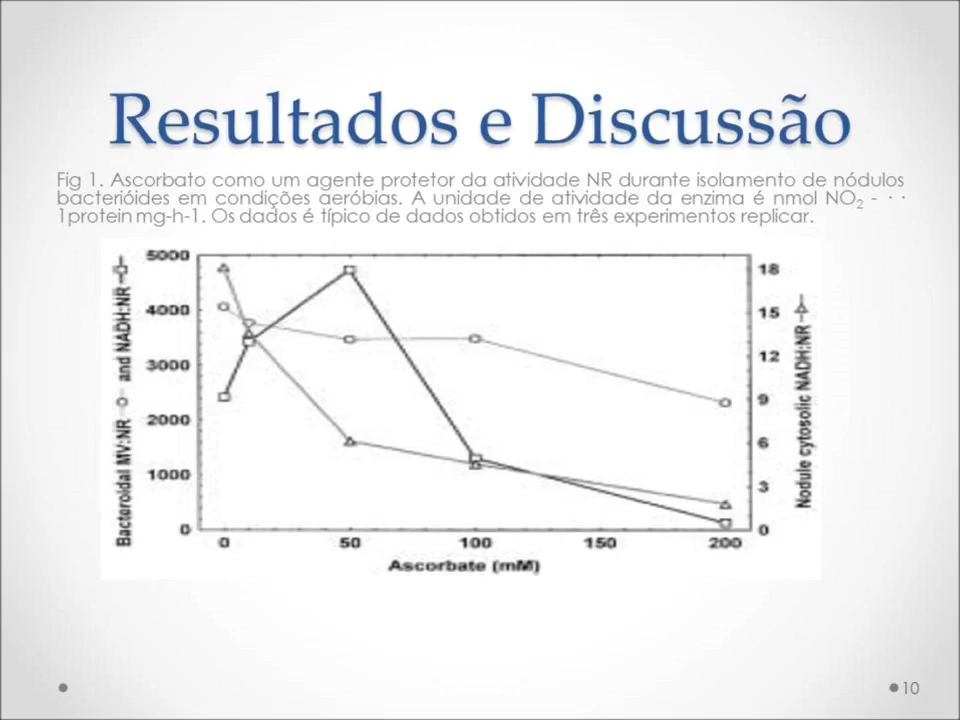 Resultados e Discussão
Fig 1. Ascorbato como um agente protetor da atividade NR durante isolamento de nódulos
bacterióides em condições aeróbias. A unidade de atividade da enzima é nmol NO2 - · ·
1protein mg-h-1. Os dados é típico de dados obtidos em três experimentos replicar.
Bacteroidal MV:NR –o– and NADH:NR –□–
5000
4000
3000
2000
1000
0
18
15
12
9
6
3
0
Nodule cytosolic NADH:NR –△–
0 50 100 150 200
Ascorbate (mM)
10